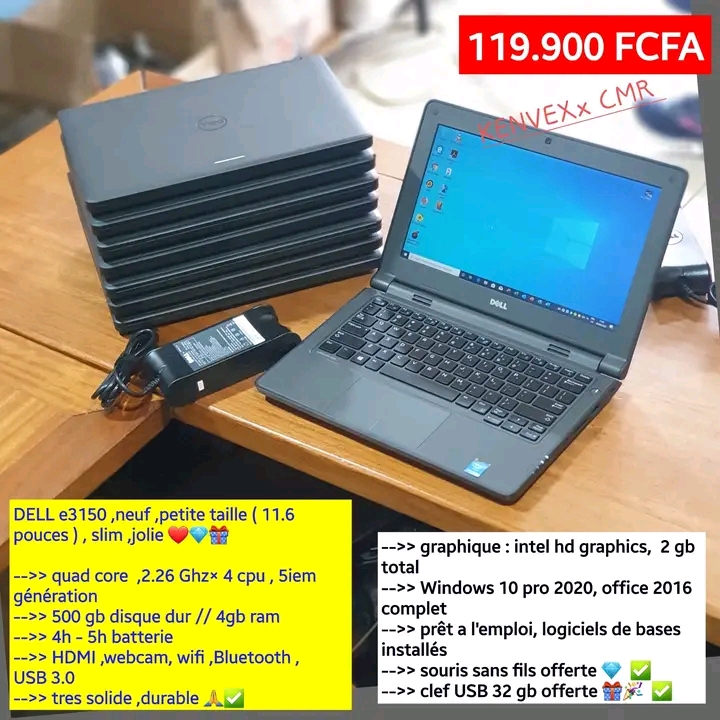 119.900 FCFA
KENVEXx CMR
DELL
DELL
DELL e3150 ,neuf ,petite taille ( 11.6
pouces ) , slim ,jolie ❤️💎🎁
-->> quad core ,2.26 Ghz× 4 cpu , 5iem
génération
-->> 500 gb disque dur // 4gb ram
-->> 4h - 5h batterie
-->> HDMI ,webcam, wifi ,Bluetooth ,
USB 3.0
-->> tres solide ,durable 🙏✅
-->> graphique : intel hd graphics, 2 gb
total
-->> Windows 10 pro 2020, office 2016
complet
-->> prêt a l'emploi, logiciels de bases
installés
-->> souris sans fils offerte 💎 ✅
-->> clef USB 32 gb offerte 🎁🎉 ✅